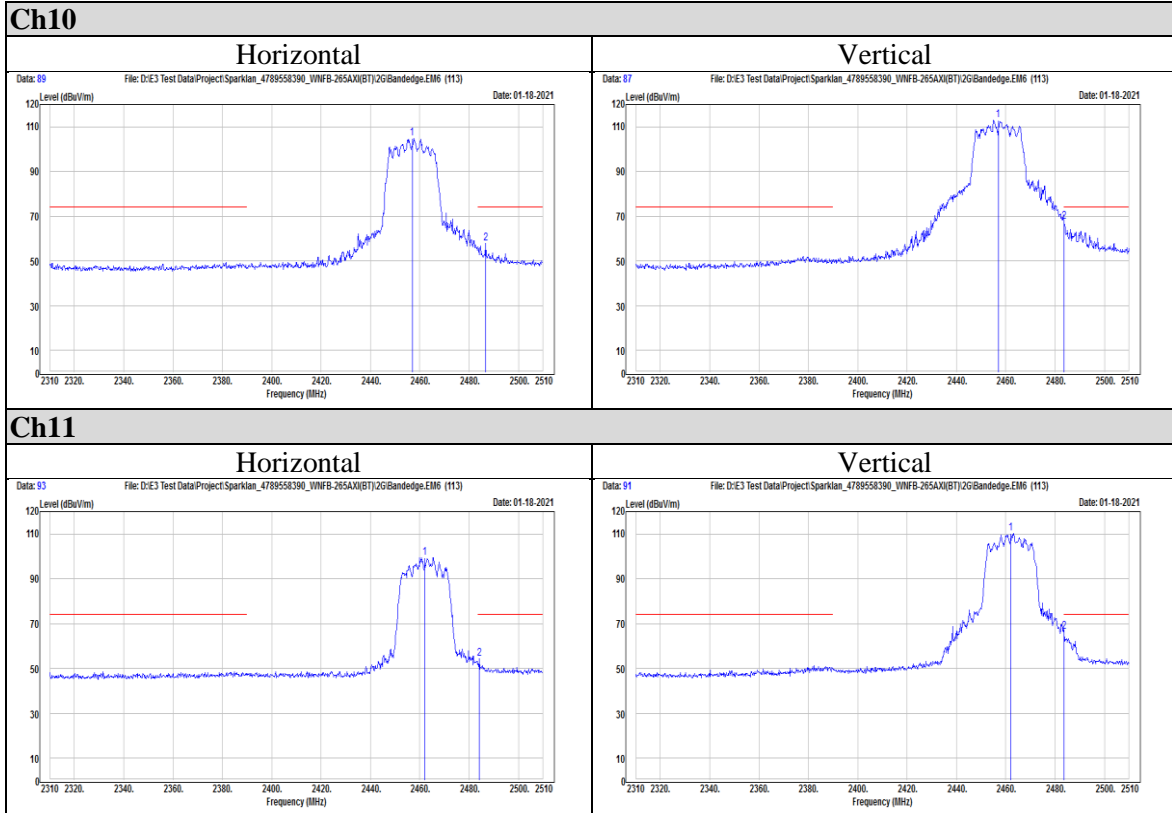 Ch10
Horizontal Vertical
Data: 89 File: D:\E3 Test Data\Project\Sparklan_4789558390_WNFB-265AXI(BT)\2G\Bandedge.EM6 (113)
120 Level (dBuV/m) Date: 01-18-2021
110
90
70
50
30
10
0
1
2
2310 2320. 2340. 2360. 2380. 2400. 2420. 2440. 2460. 2480. 2500. 2510
Frequency (MHz)
Data: 87 File: D:\E3 Test Data\Project\Sparklan_4789558390_WNFB-265AXI(BT)\2G\Bandedge.EM6 (113)
120 Level (dBuV/m) Date: 01-18-2021
110
90
70
50
30
10
0
1
2
2310 2320. 2340. 2360. 2380. 2400. 2420. 2440. 2460. 2480. 2500. 2510
Frequency (MHz)
Ch11
Horizontal Vertical
Data: 93 File: D:\E3 Test Data\Project\Sparklan_4789558390_WNFB-265AXI(BT)\2G\Bandedge.EM6 (113)
120 Level (dBuV/m) Date: 01-18-2021
110
90
70
50
30
10
0
1
2
2310 2320. 2340. 2360. 2380. 2400. 2420. 2440. 2460. 2480. 2500. 2510
Frequency (MHz)
Data: 91 File: D:\E3 Test Data\Project\Sparklan_4789558390_WNFB-265AXI(BT)\2G\Bandedge.EM6 (113)
120 Level (dBuV/m) Date: 01-18-2021
110
90
70
50
30
10
0
1
2
2310 2320. 2340. 2360. 2380. 2400. 2420. 2440. 2460. 2480. 2500. 2510
Frequency (MHz)